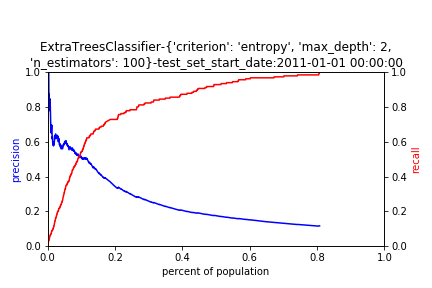 ExtraTreesClassifier-{'criterion': 'entropy', 'max_depth': 2,
'n_estimators': 100}-test_set_start_date:2011-01-01 00:00:00
1.0
0.8
0.6
0.4
0.2
0.0
precision
1.0
0.8
0.6
0.4
0.2
0.0
recall
0.0 0.2 0.4 0.6 0.8 1.0
percent of population